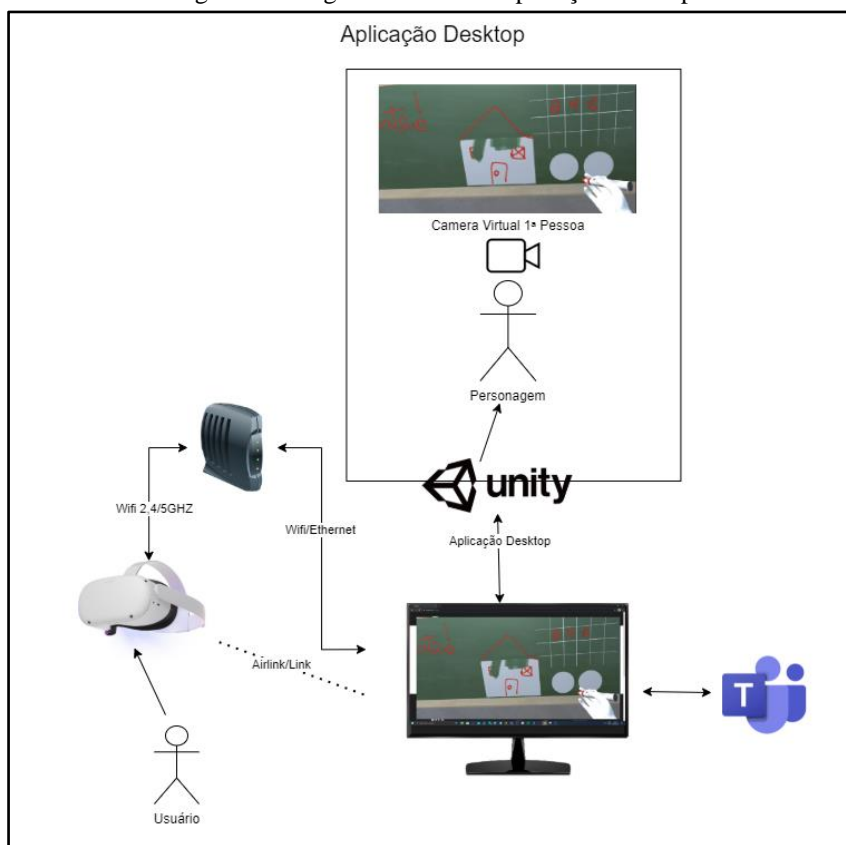 Aplicação Desktop
Camera Virtual 1ª Pessoa
Personagem
unity
Wifi 2,4/5GHZ
Wifi/Ethernet
Aplicação Desktop
Airlink/Link
T
Usuário